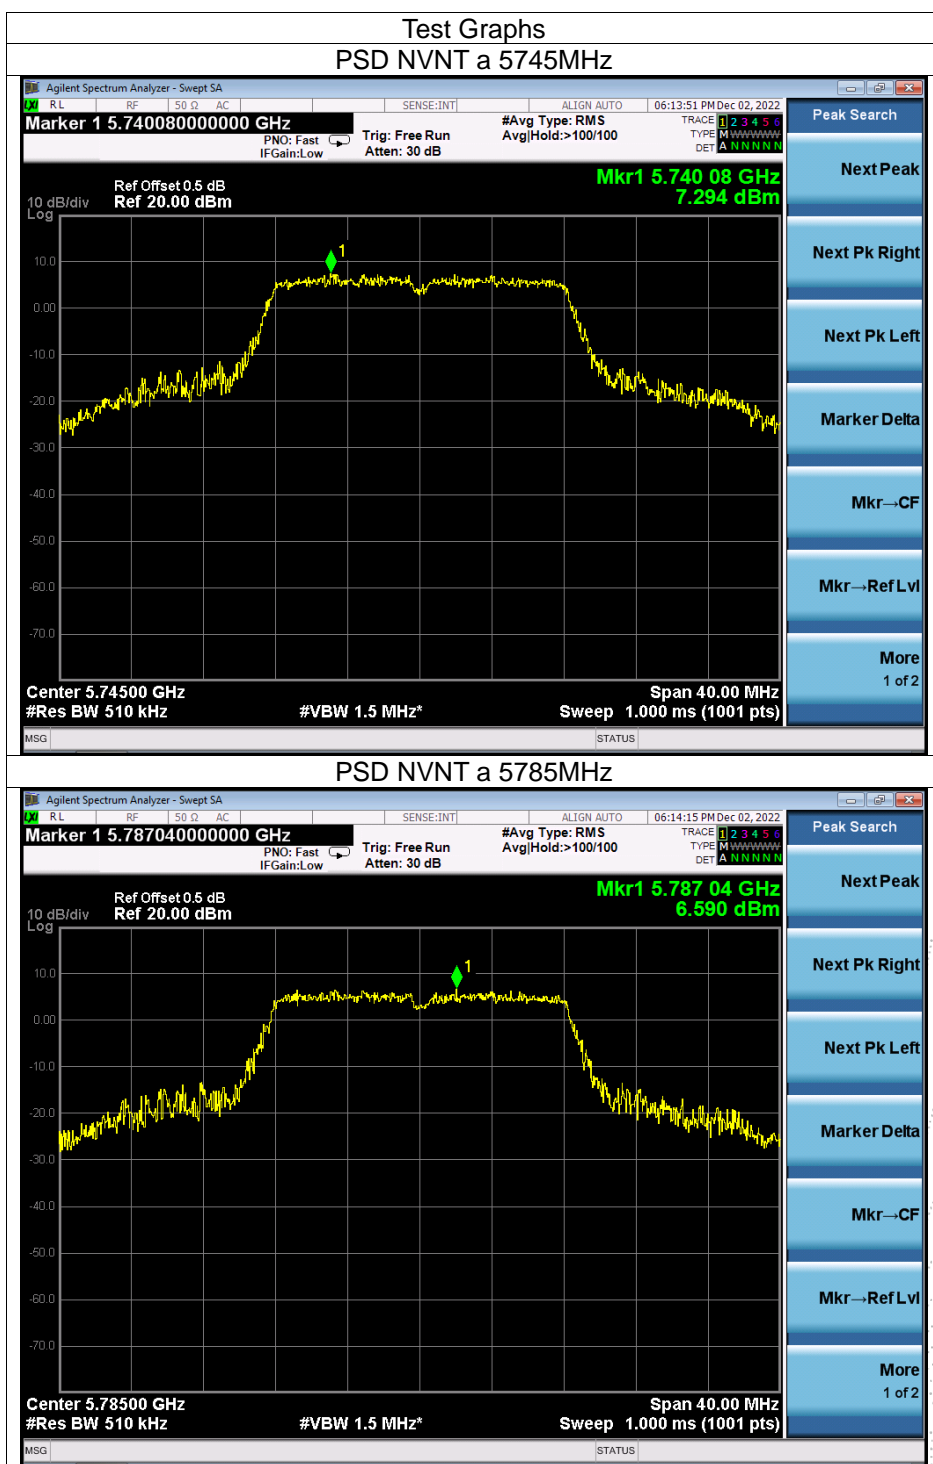 Test Graphs
PSD NVNT a 5745MHz
Agilent Spectrum Analyzer - Swept SA
LXI RL RF 50 Ω AC SENSE:INT ALIGN AUTO 06:13:51 PM Dec 02, 2022
Marker 1 5.740080000000 GHz
PNO: Fast
IFGain:Low
Trig: Free Run
Atten: 30 dB
#Avg Type: RMS
Avg|Hold:>100/100
TRACE 1 2 3 4 5 6
TYPE M WWWWW
DET A N N N N N
Peak Search
Mkr1 5.740 08 GHz
7.294 dBm
Ref Offset 0.5 dB
10 dB/div Ref 20.00 dBm
Log
1
10.0
0.00
-10.0
-20.0
-30.0
-40.0
-50.0
-60.0
-70.0
Next Peak
Next Pk Right
Next Pk Left
Marker Delta
Mkr→CF
Mkr→Ref Lvl
More
1 of 2
Center 5.74500 GHz Span 40.00 MHz
#Res BW 510 kHz #VBW 1.5 MHz* Sweep 1.000 ms (1001 pts)
MSG STATUS
PSD NVNT a 5785MHz
Agilent Spectrum Analyzer - Swept SA
LXI RL RF 50 Ω AC SENSE:INT ALIGN AUTO 06:14:15 PM Dec 02, 2022
Marker 1 5.787040000000 GHz
PNO: Fast
IFGain:Low
Trig: Free Run
Atten: 30 dB
#Avg Type: RMS
Avg|Hold:>100/100
TRACE 1 2 3 4 5 6
TYPE M WWWWW
DET A N N N N N
Peak Search
Mkr1 5.787 04 GHz
6.590 dBm
Ref Offset 0.5 dB
10 dB/div Ref 20.00 dBm
Log
1
10.0
0.00
-10.0
-20.0
-30.0
-40.0
-50.0
-60.0
-70.0
Next Peak
Next Pk Right
Next Pk Left
Marker Delta
Mkr→CF
Mkr→Ref Lvl
More
1 of 2
Center 5.78500 GHz Span 40.00 MHz
#Res BW 510 kHz #VBW 1.5 MHz* Sweep 1.000 ms (1001 pts)
MSG STATUS